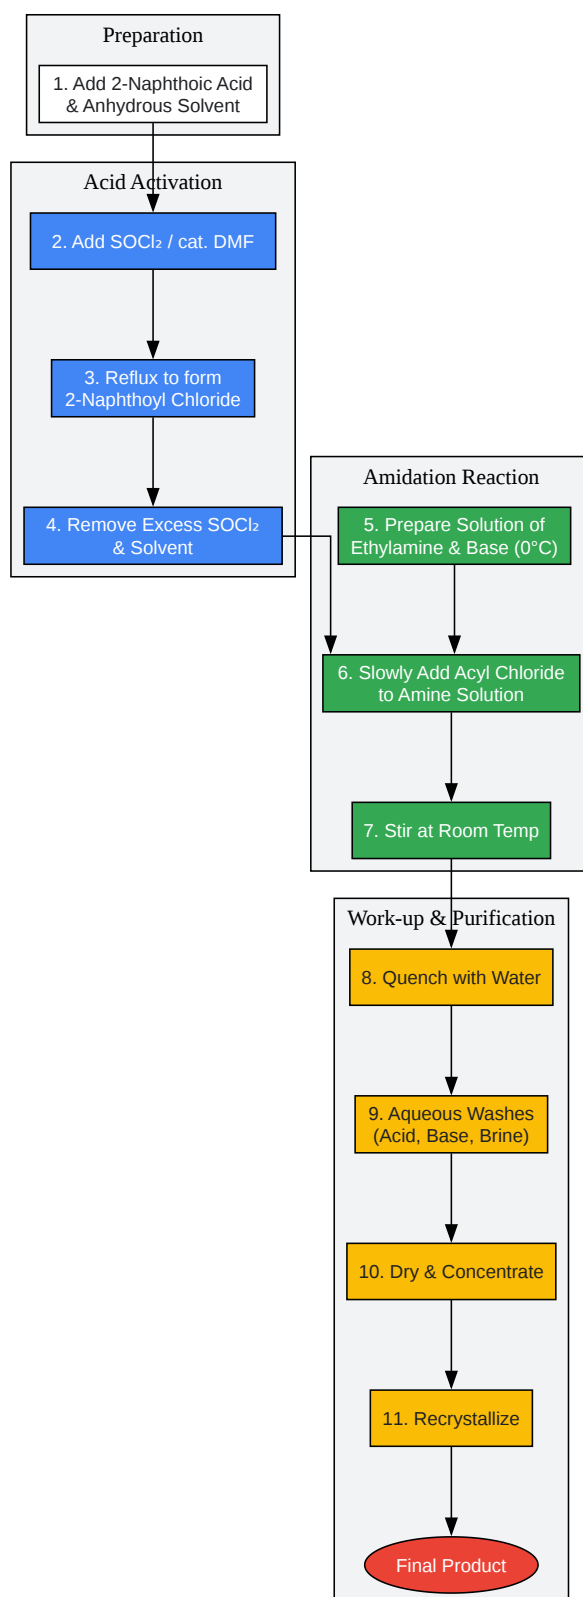 Preparation
1. Add 2-Naphthoic Acid
& Anhydrous Solvent
Acid Activation
2. Add SOCl₂ / cat. DMF
3. Reflux to form
2-Naphthoyl Chloride
4. Remove Excess SOCl₂
& Solvent
Amidation Reaction
5. Prepare Solution of
Ethylamine & Base (0°C)
6. Slowly Add Acyl Chloride
to Amine Solution
7. Stir at Room Temp
Work-up & Purification
8. Quench with Water
9. Aqueous Washes
(Acid, Base, Brine)
10. Dry & Concentrate
11. Recrystallize
Final Product